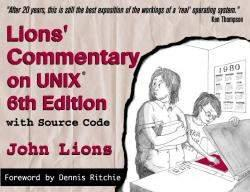 "After 20 years, this is still the best exposition of the workings of a 'real' operating system."
Ken Thompson
Lions'
Commentary
on UNIX®
6th Edition
with Source Code
John Lions
Foreword by Dennis Ritchie
1980